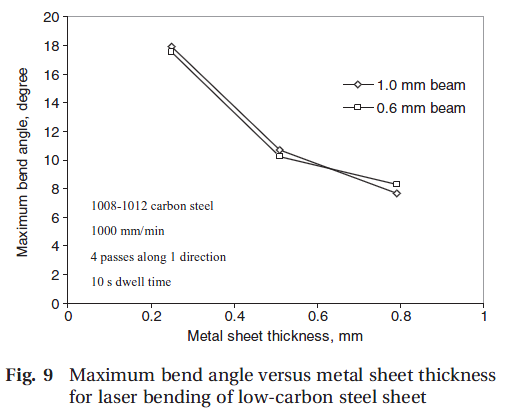 20
18
16
14
12
10
8
6
4
2
0
Maximum bend angle, degree
1.0 mm beam
0.6 mm beam
1008-1012 carbon steel
1000 mm/min
4 passes along 1 direction
10 s dwell time
0 0.2 0.4 0.6 0.8 1
Metal sheet thickness, mm
Fig. 9 Maximum bend angle versus metal sheet thickness
for laser bending of low-carbon steel sheet